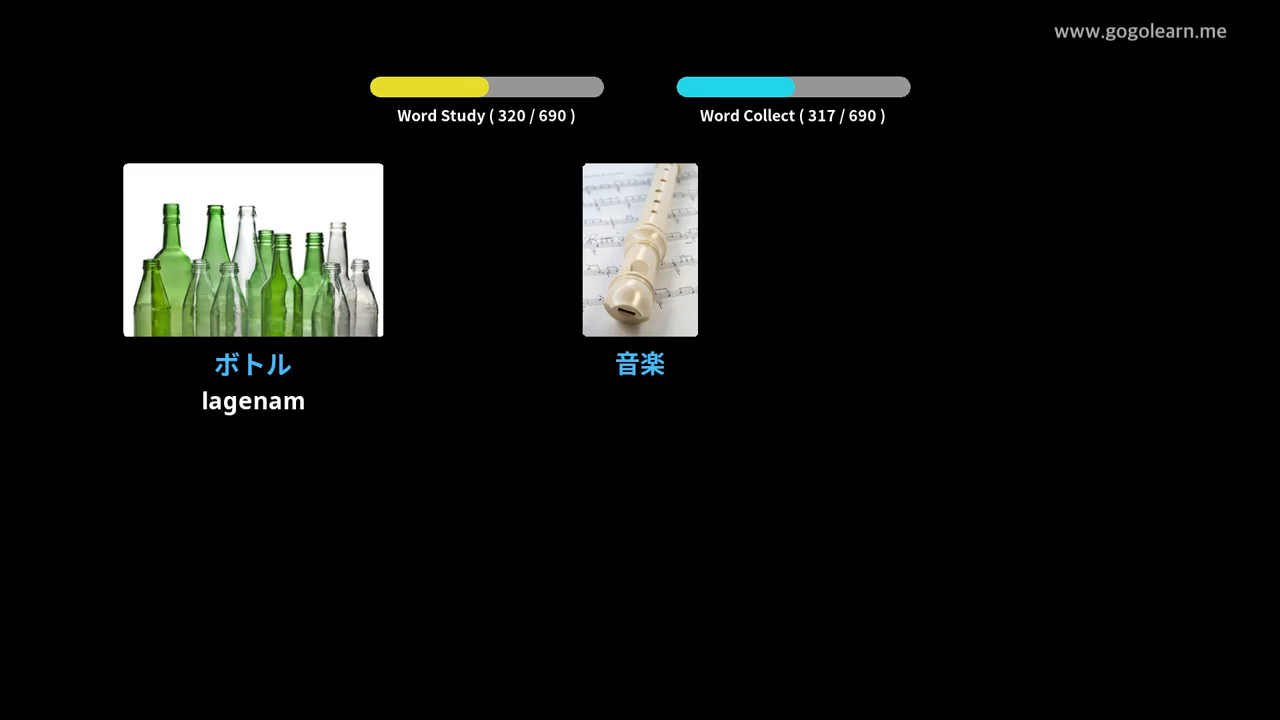 www.gogolearn.me
Word Study ( 320 / 690 )
Word Collect ( 317 / 690 )
ボトル
lagenam
音楽